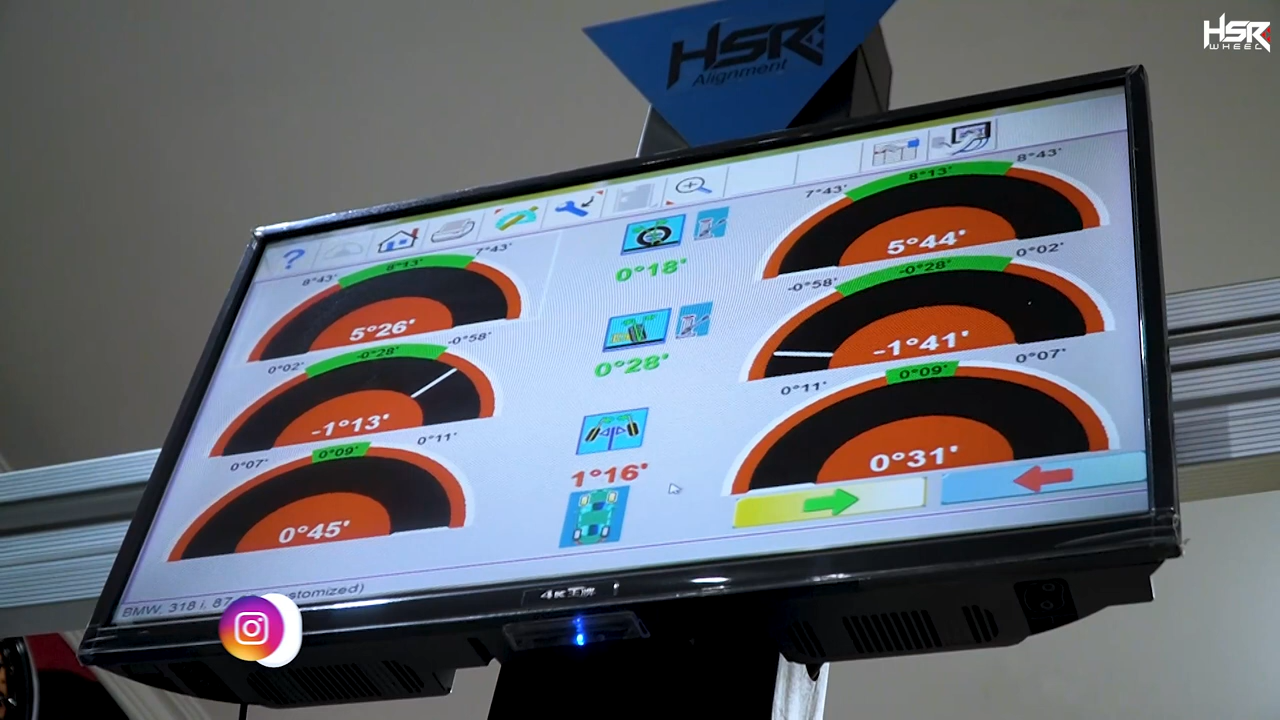 HSR
WHEEL
HSR
Alignment
?
8°43' 8°13' 7°43'
5°26'
0°18'
7°43' 8°13' 8°43'
5°44'
0°02' -0°28' -0°58'
-1°13'
0°28'
-0°58' -0°28' 0°02'
-1°41'
0°07' 0°09' 0°11'
0°45'
1°16'
0°11' 0°09' 0°07'
0°31'
BMW, 318 i, 87 stomized)